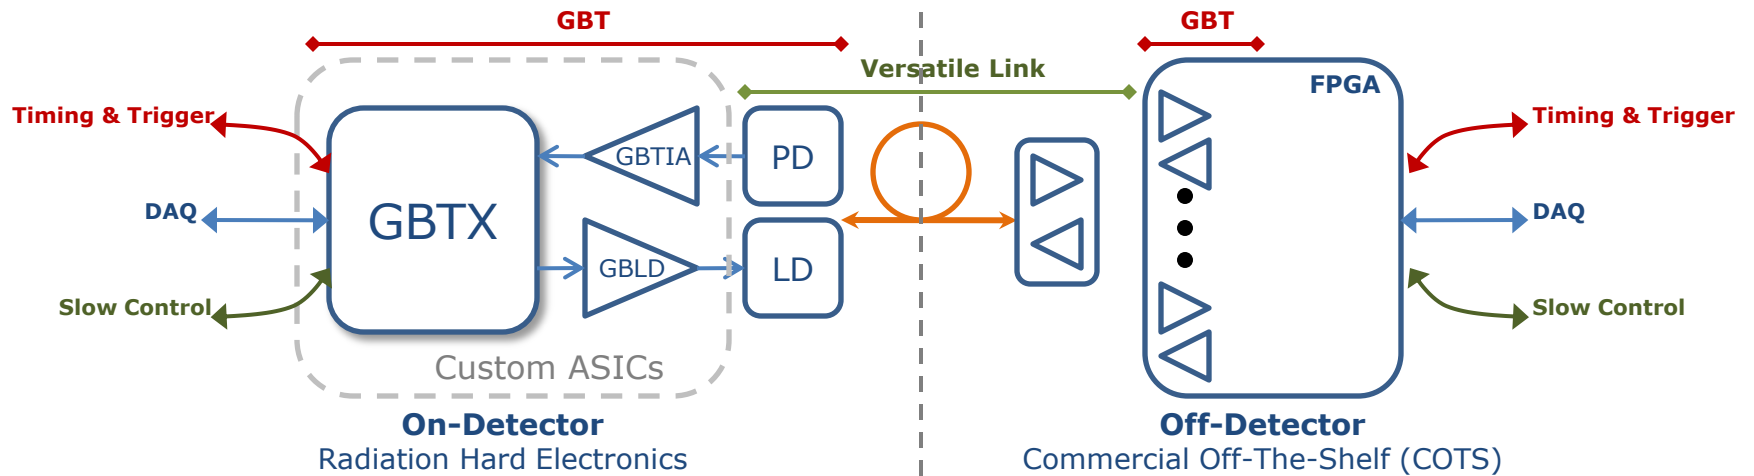 GBT
GBT
Versatile Link
FPGA
Timing & Trigger
Timing & Trigger
GBTIA
PD
DAQ
GBTX
DAQ
GBLD
LD
Slow Control
Slow Control
Custom ASICs
On-Detector
Radiation Hard Electronics
Off-Detector
Commercial Off-The-Shelf (COTS)